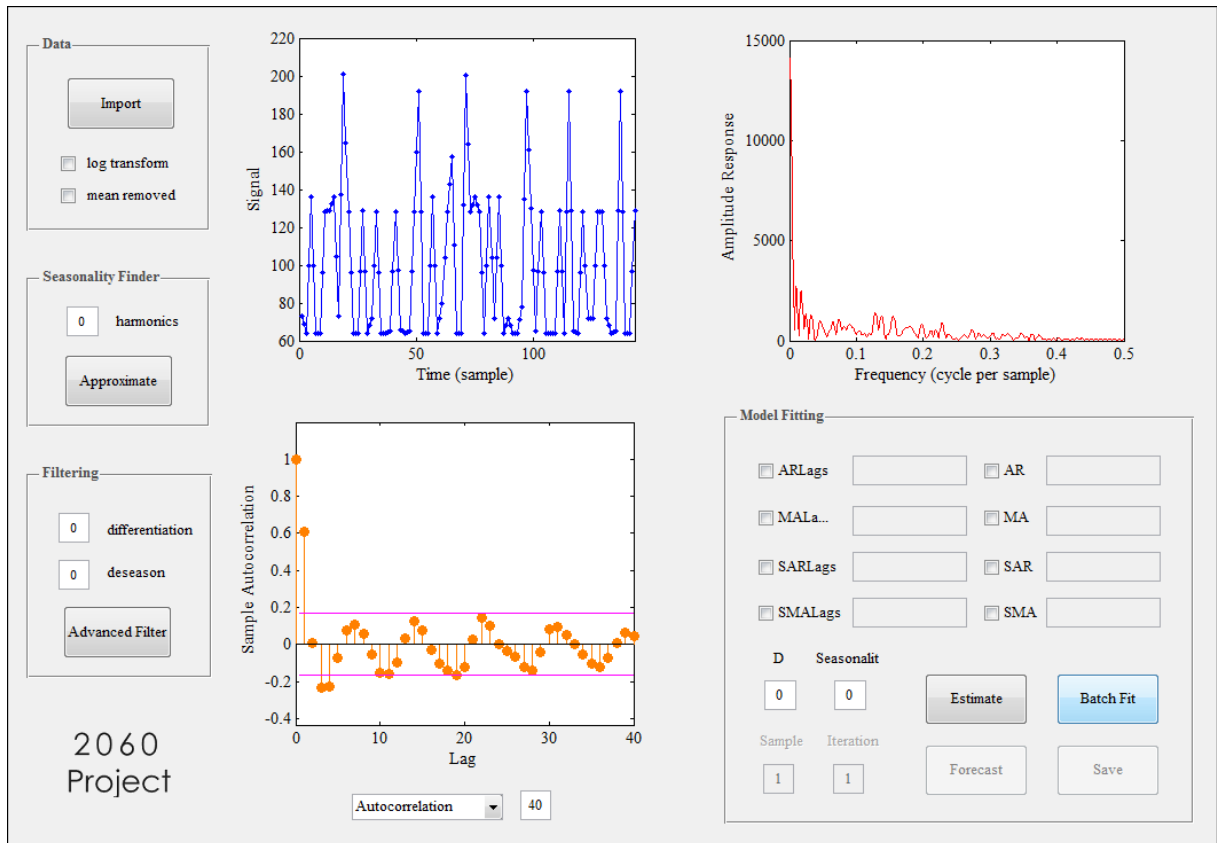 Data
Import
log transform
mean removed
Seasonality Finder
0 harmonics
Approximate
Filtering
0 differentiation
0 deseason
Advanced Filter
2060
Project
220
200
180
160
140
120
100
80
60
0 50 100
Signal
Time (sample)
15000
10000
5000
0
0 0.1 0.2 0.3 0.4 0.5
Amplitude Response
Frequency (cycle per sample)
1
0.8
0.6
0.4
0.2
0
-0.2
-0.4
0 10 20 30 40
Sample Autocorrelation
Lag
Autocorrelation 40
Model Fitting
ARLags AR
MALa... MA
SARLags SAR
SMALags SMA
D Seasonalit
0 0 Estimate Batch Fit
Sample Iteration
1 1 Forecast Save